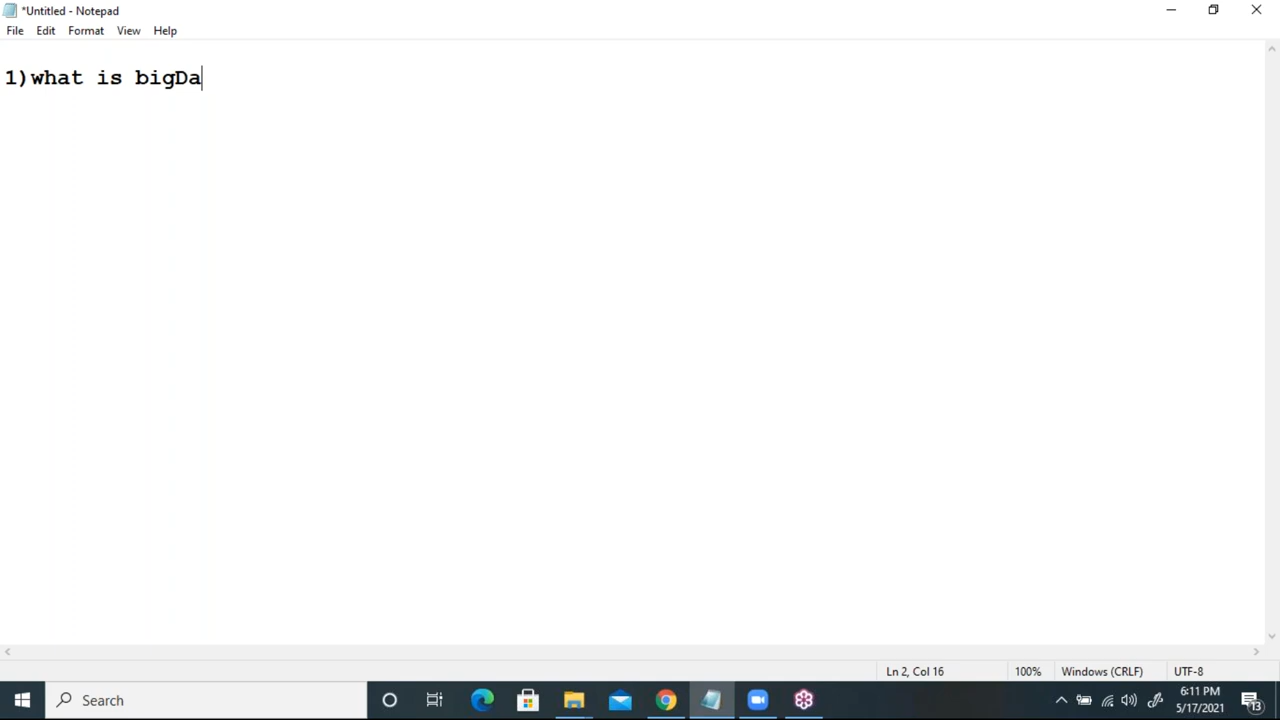 *Untitled - Notepad
File Edit Format View Help
1)what is bigDa
Ln 2, Col 16 100% Windows (CRLF) UTF-8
Search
6:11 PM
5/17/2021
13